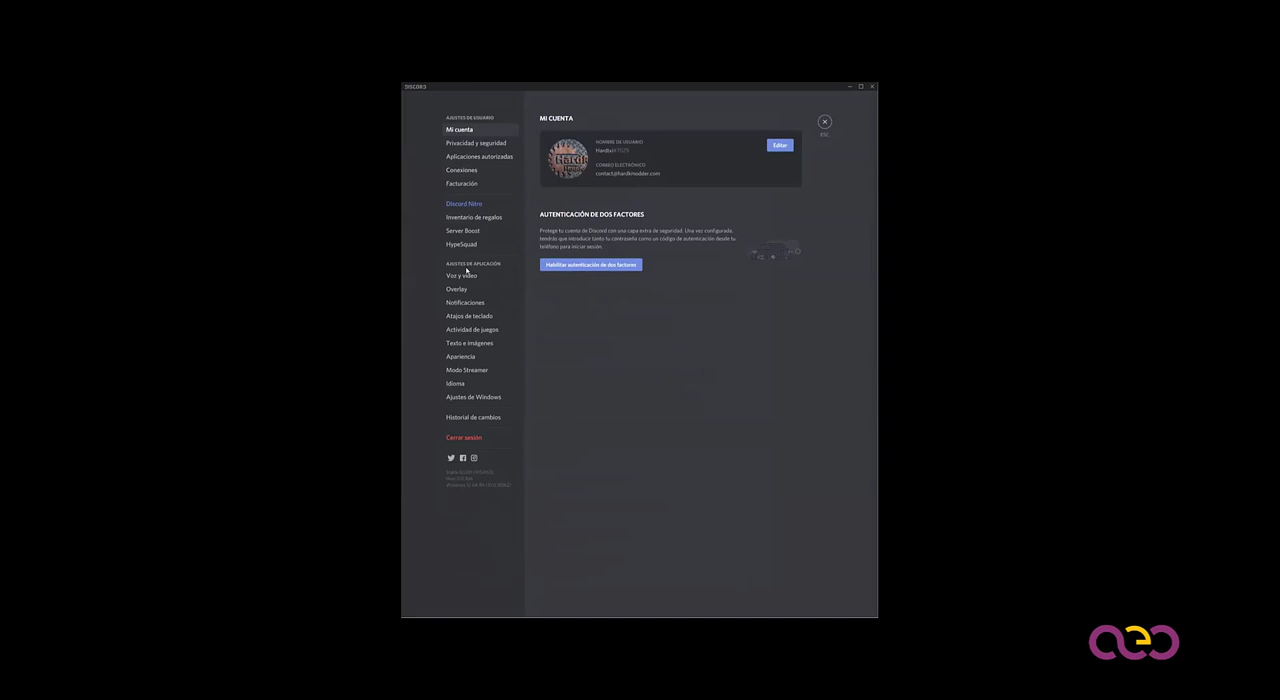 DISCORD
AJUSTES DE USUARIO
Mi cuenta
Privacidad y seguridad
Aplicaciones autorizadas
Conexiones
Facturación
Discord Nitro
Inventario de regalos
Server Boost
HypeSquad
AJUSTES DE APLICACIÓN
Voz y video
Overlay
Notificaciones
Atajos de teclado
Actividad de juegos
Texto e imágenes
Apariencia
Modo Streamer
Idioma
Ajustes de Windows
Historial de cambios
Cerrar sesión
MI CUENTA
NOMBRE DE USUARIO
CORREO ELECTRÓNICO
contact@hardkmodder.com
Editar
ESC
AUTENTICACIÓN DE DOS FACTORES
Protege tu cuenta de Discord con una capa extra de seguridad. Una vez configurada,
tendrás que introducir tanto tu contraseña como un código de autenticación desde tu
teléfono para iniciar sesión.
Habilitar autenticación de dos factores